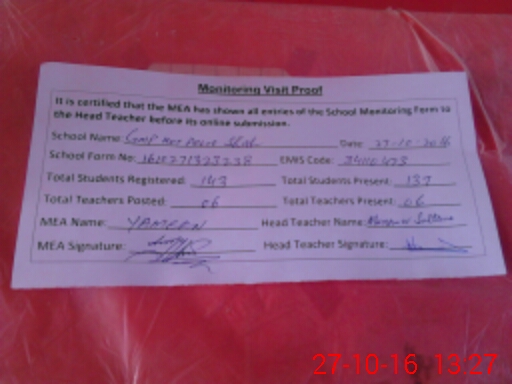 Monitoring Visit Proof
It is certified that the MEA has shown all entries of the School Monitoring Form to
the Head Teacher before its online submission.
School Name: Date: 27-10-2016
School Form No: EMIS Code:
Total Students Registered: 143 Total Students Present: 137
Total Teachers Posted: 06 Total Teachers Present: 06
MEA Name: YAMEEN Head Teacher Name: Sultana
MEA Signature: Head Teacher Signature:
27-10-16 13:27